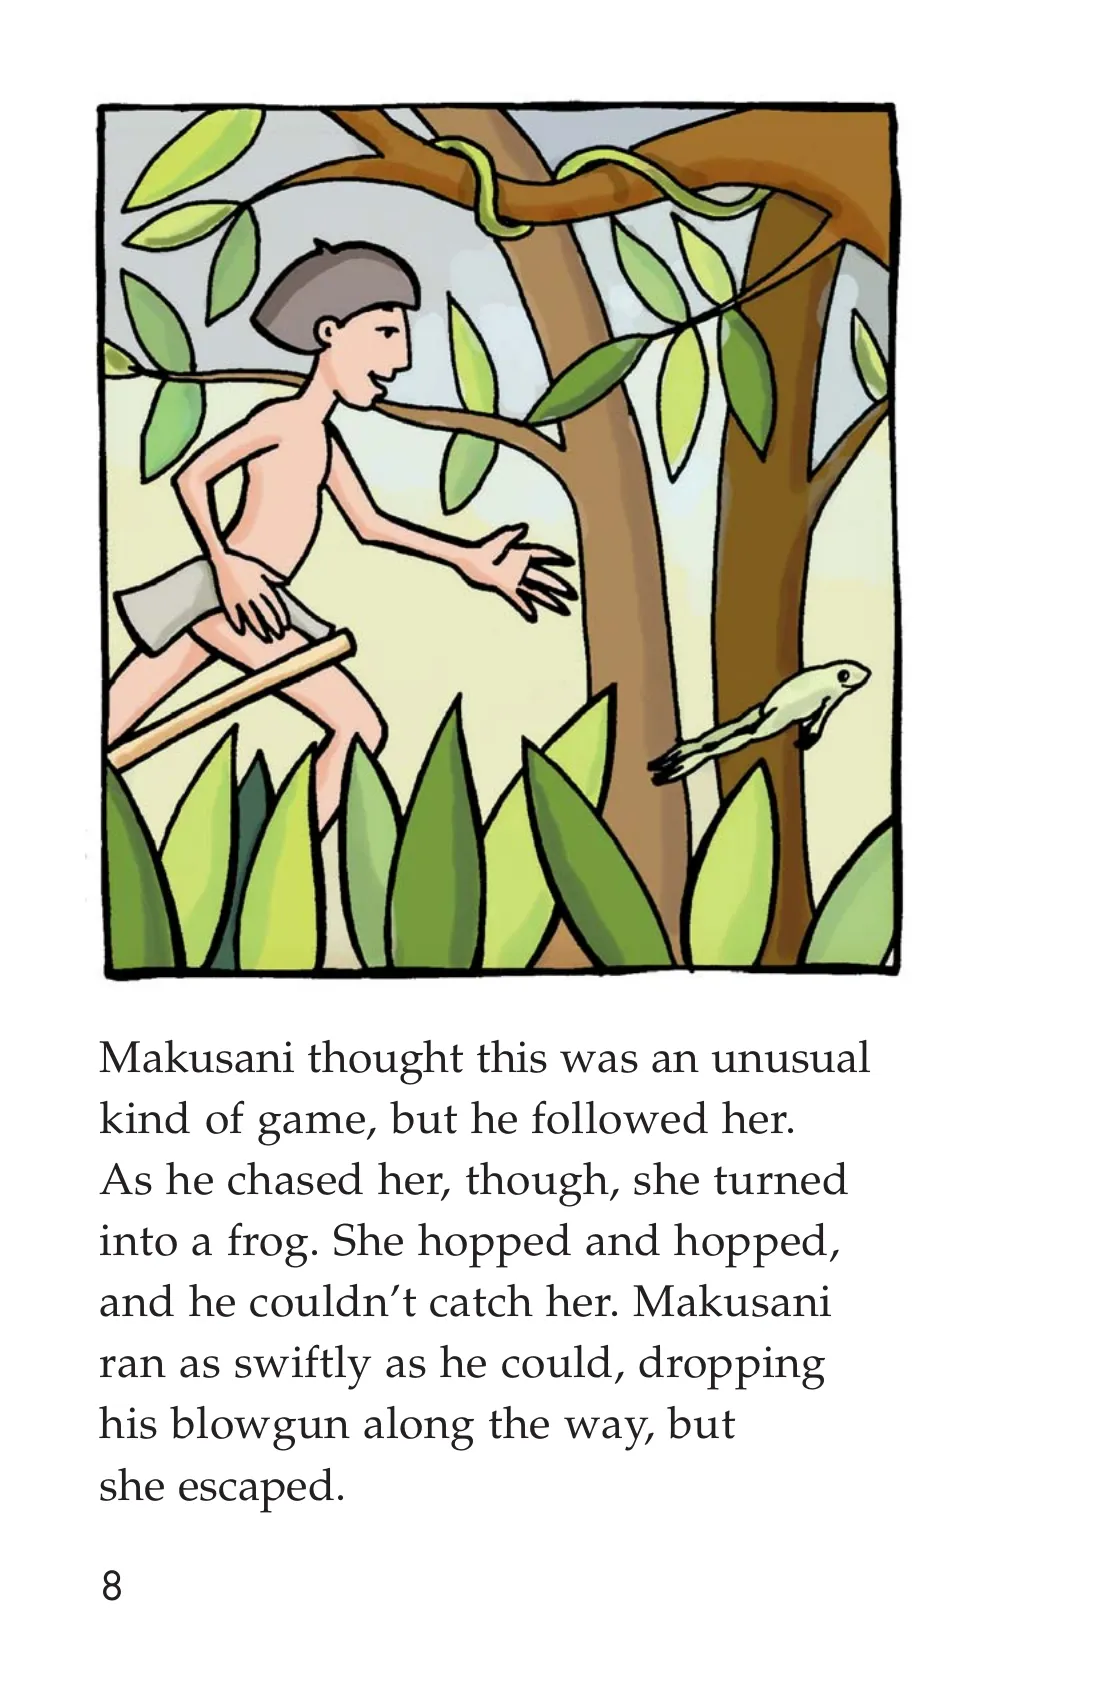 Makusani thought this was an unusual
kind of game, but he followed her.
As he chased her, though, she turned
into a frog. She hopped and hopped,
and he couldn’t catch her. Makusani
ran as swiftly as he could, dropping
his blowgun along the way, but
she escaped.
8